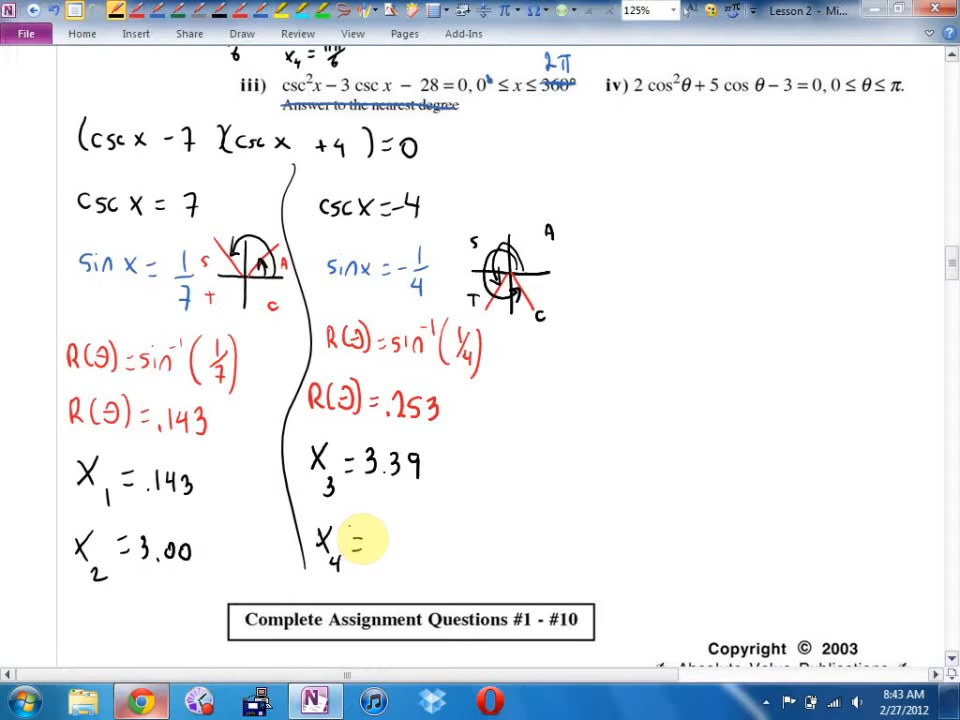 125% Lesson 2 - Mi...
File Home Insert Share Draw Review View Pages Add-Ins
6 x₄ = 11π/6
2π
iii) csc²x − 3 csc x − 28 = 0, 0° ≤ x ≤ 360° iv) 2 cos²θ + 5 cos θ − 3 = 0, 0 ≤ θ ≤ π.
Answer to the nearest degree
(csc x − 7)(csc x + 4) = 0
csc x = 7 csc x = −4
sin x = 1/7 S A T C sin x = −1/4 S A T C
R(θ) = sin⁻¹(1/7) R(θ) = sin⁻¹(1/4)
R(θ) = .143 R(θ) = .253
x₁ = .143 x₃ = 3.39
x₂ = 3.00 x₄ =
Complete Assignment Questions #1 - #10
Copyright © 2003
8:43 AM
2/27/2012